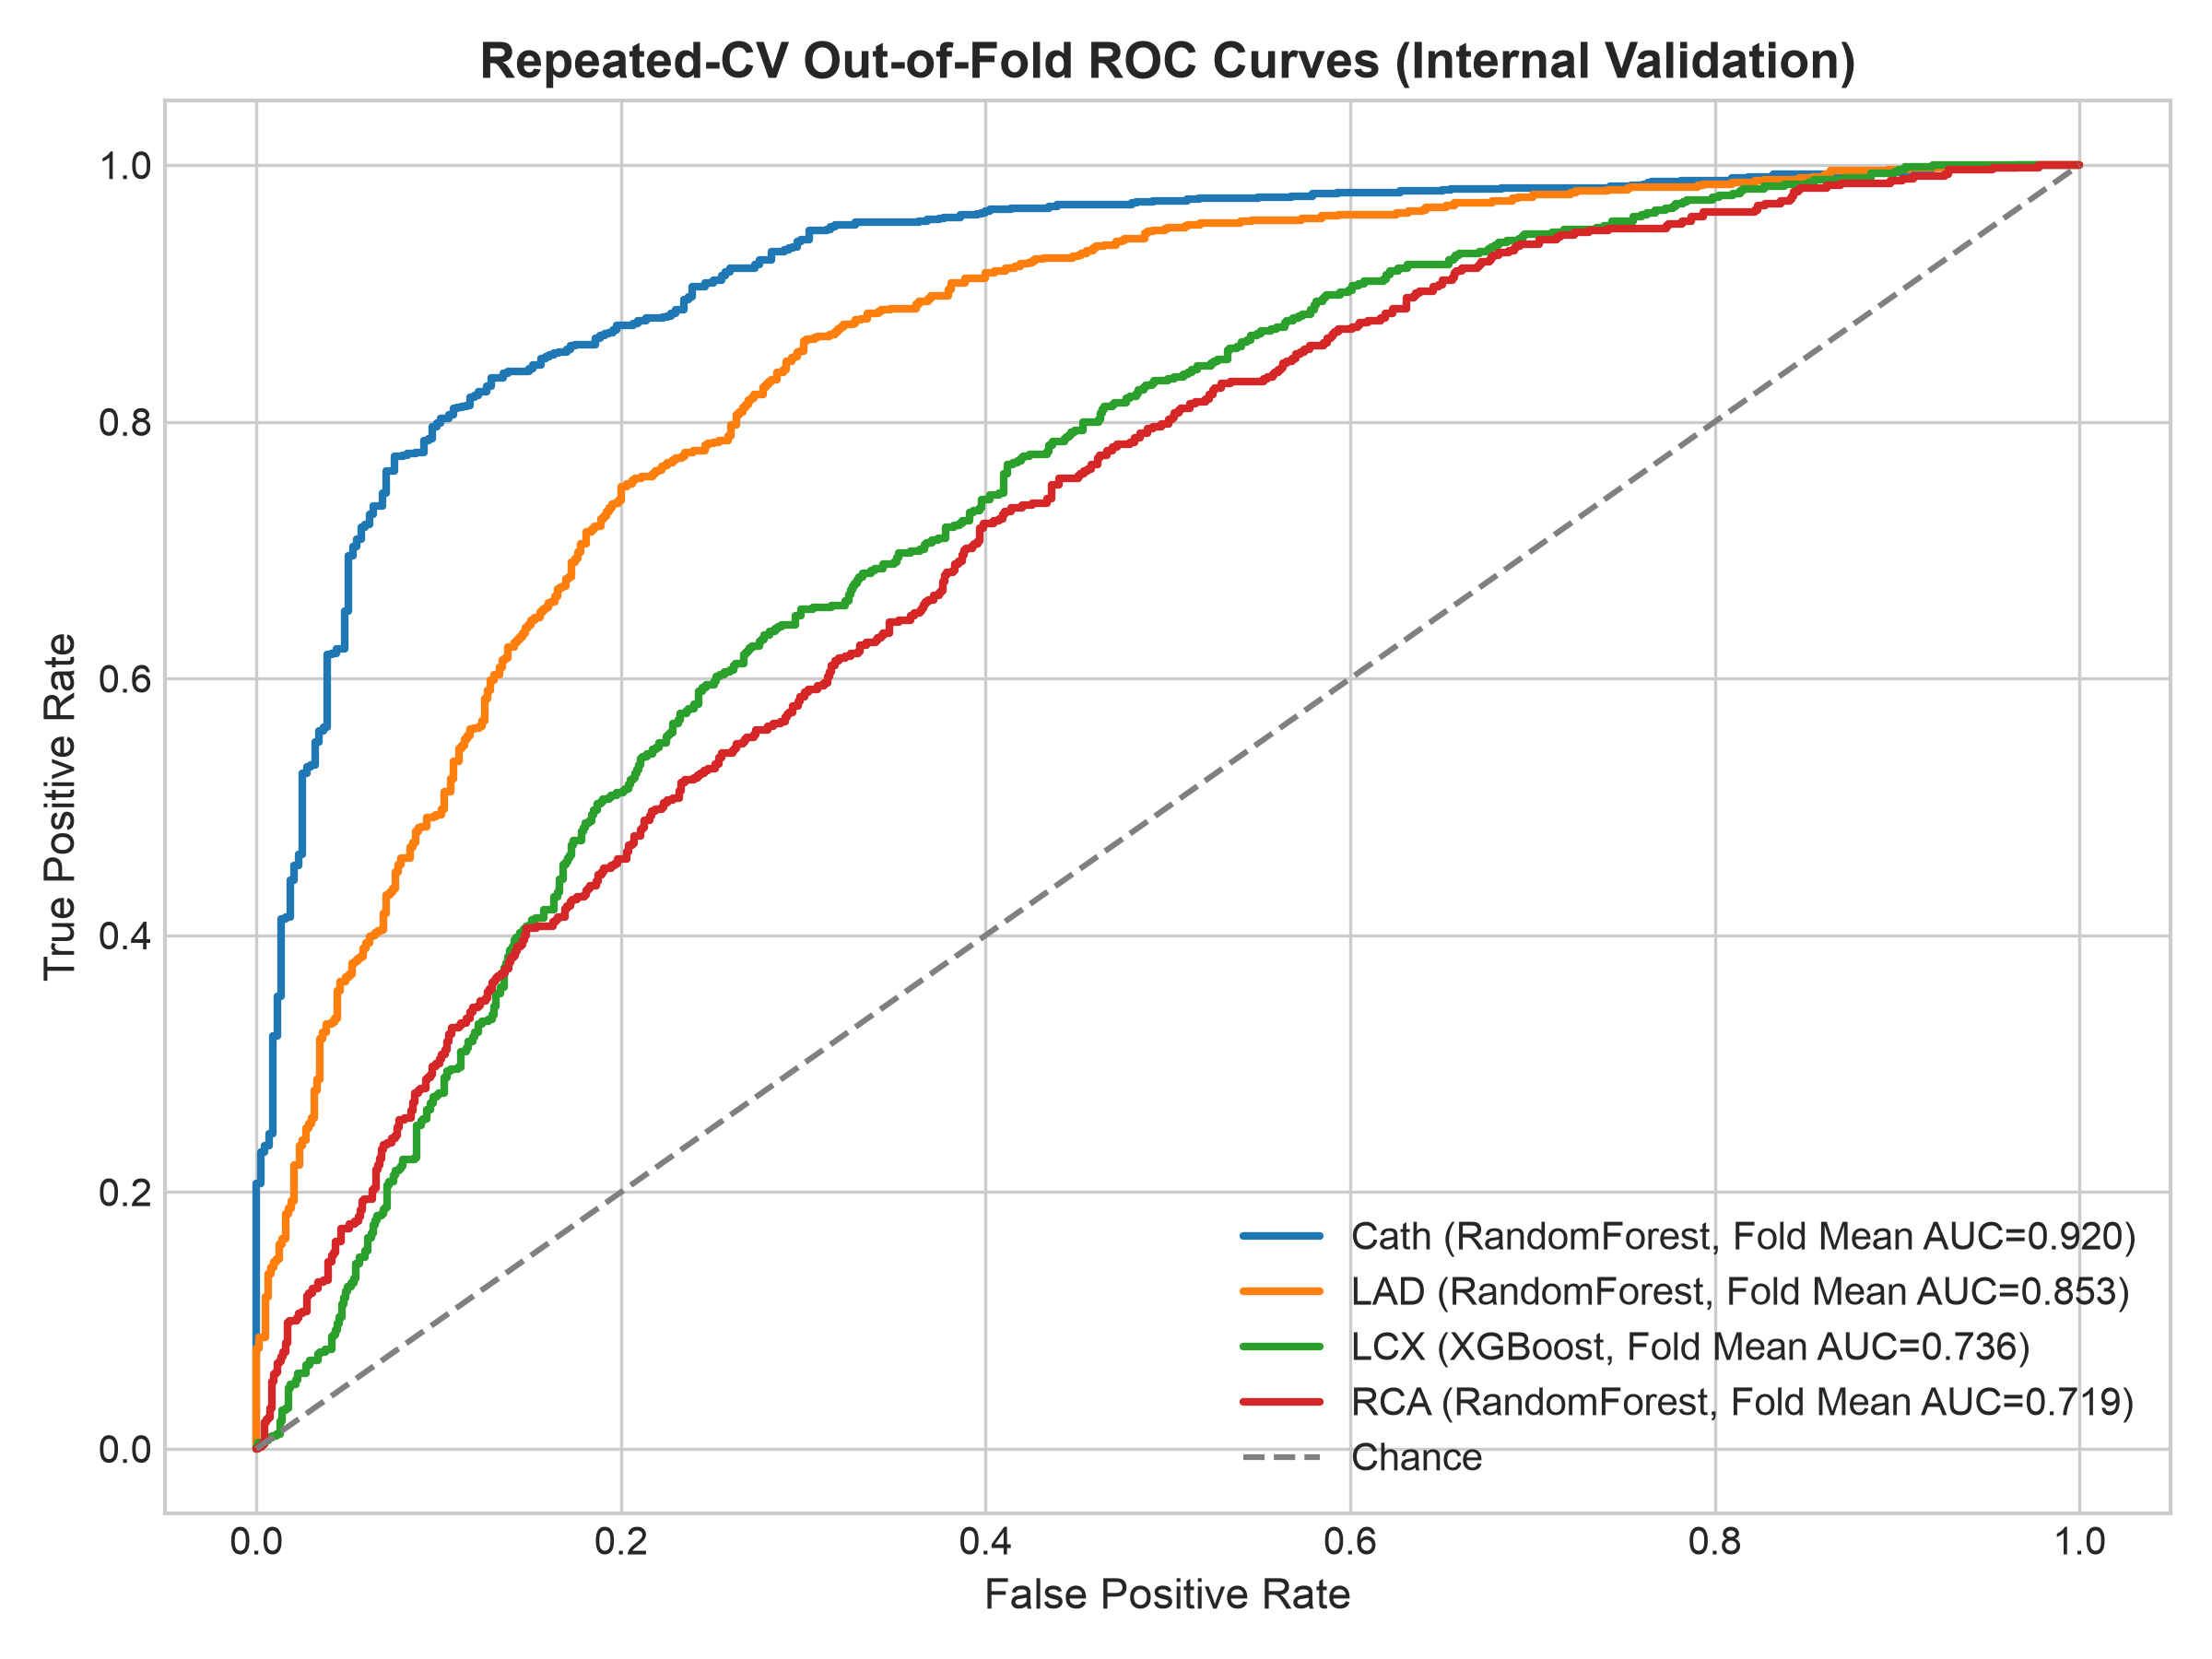 Repeated-CV Out-of-Fold ROC Curves (Internal Validation)
True Positive Rate
1.0
0.8
0.6
0.4
0.2
0.0
Cath (RandomForest, Fold Mean AUC=0.920)
LAD (RandomForest, Fold Mean AUC=0.853)
LCX (XGBoost, Fold Mean AUC=0.736)
RCA (RandomForest, Fold Mean AUC=0.719)
Chance
0.0 0.2 0.4 0.6 0.8 1.0
False Positive Rate